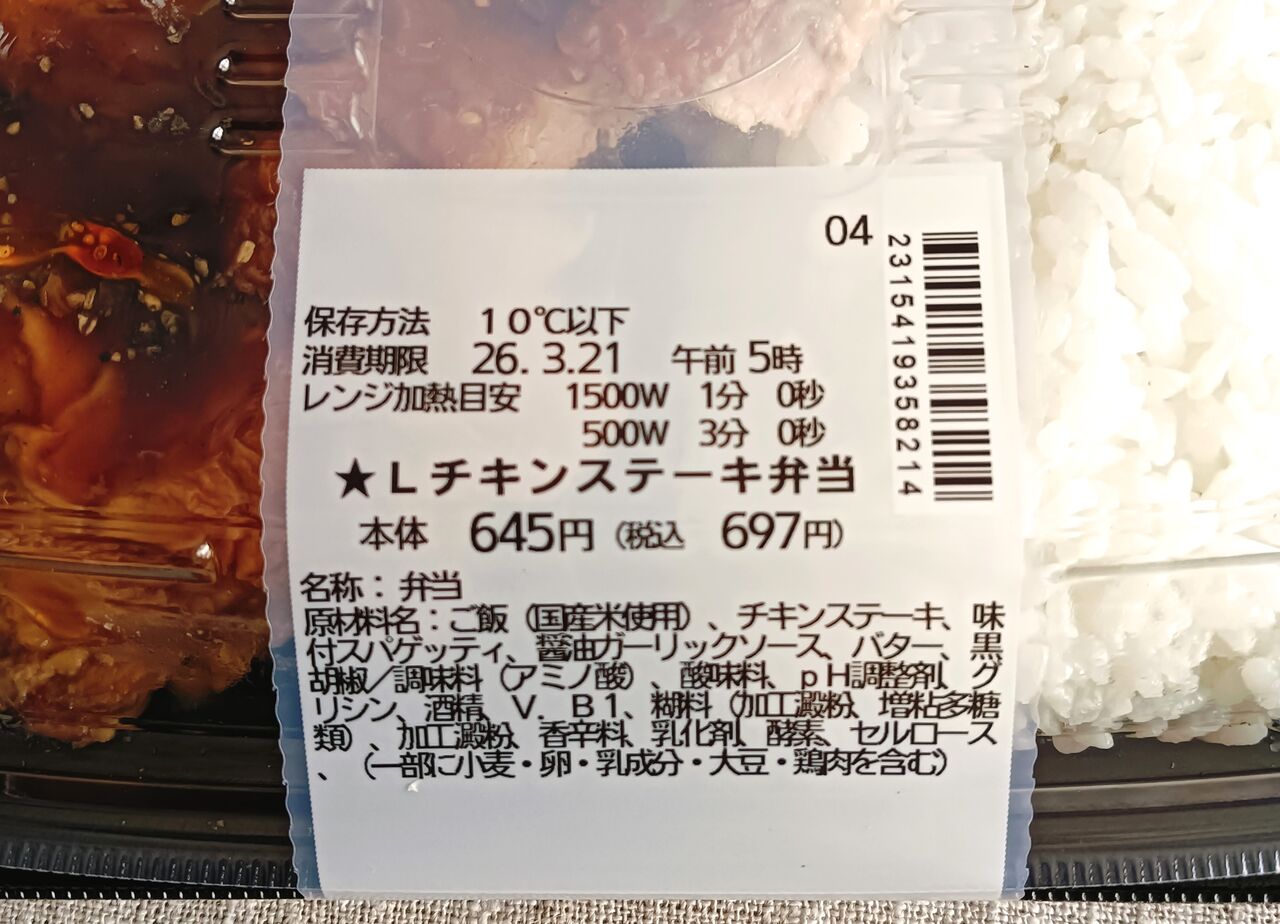 04
2315419358214
保存方法 10℃以下
消費期限 26. 3.21 午前 5時
レンジ加熱目安 1500W 1分 0秒
500W 3分 0秒
★Lチキンステーキ弁当
本体 645円 (税込 697円)
名称：弁当
原材料名：ご飯（国産米使用）、チキンステーキ、味
付スパゲッティ、醤油ガーリックソース、バター、黒
胡椒／調味料（アミノ酸）、酸味料、pH調整剤、グ
リシン、酒精、V．B1、糊料（加工澱粉、増粘多糖
類）、加工澱粉、香辛料、乳化剤、酵素、セルロース
、（一部に小麦・卵・乳成分・大豆・鶏肉を含む）